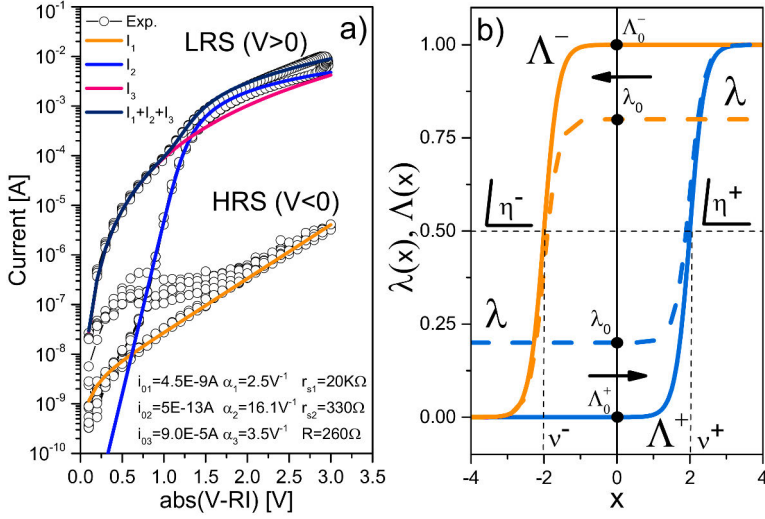 a)
Exp.
I₁
I₂
I₃
I₁+I₂+I₃
LRS (V>0)
HRS (V<0)
i₀₁=4.5E-9A α₁=2.5V⁻¹ rₛ₁=20KΩ
i₀₂=5E-13A α₂=16.1V⁻¹ rₛ₂=330Ω
i₀₃=9.0E-5A α₃=3.5V⁻¹ R=260Ω
Current [A]
10⁻¹
10⁻²
10⁻³
10⁻⁴
10⁻⁵
10⁻⁶
10⁻⁷
10⁻⁸
10⁻⁹
10⁻¹⁰
0.0 0.5 1.0 1.5 2.0 2.5 3.0 3.5
abs(V-RI) [V]
b)
Λ⁻
Λ₀⁻
λ₀
λ
η⁻
η⁺
λ
λ₀
Λ₀⁺
Λ⁺
ν⁻
ν⁺
λ(x), Λ(x)
1.00
0.75
0.50
0.25
0.00
-4 -2 0 2 4
x